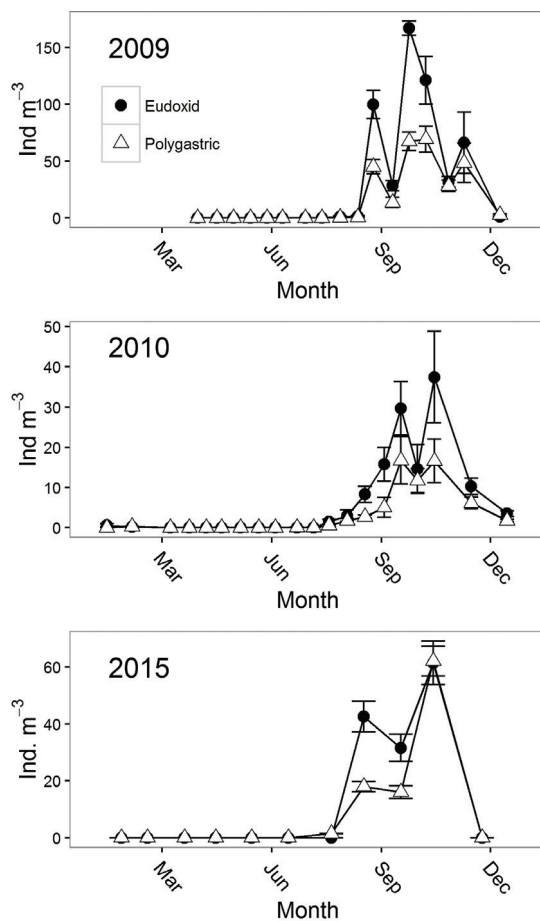 2009
Eudoxid
Polygastric
Ind m⁻³
150
100
50
0
Mar
Jun
Sep
Dec
Month
2010
Ind m⁻³
50
40
30
20
10
0
Mar
Jun
Sep
Dec
Month
2015
Ind. m⁻³
60
40
20
0
Mar
Jun
Sep
Dec
Month